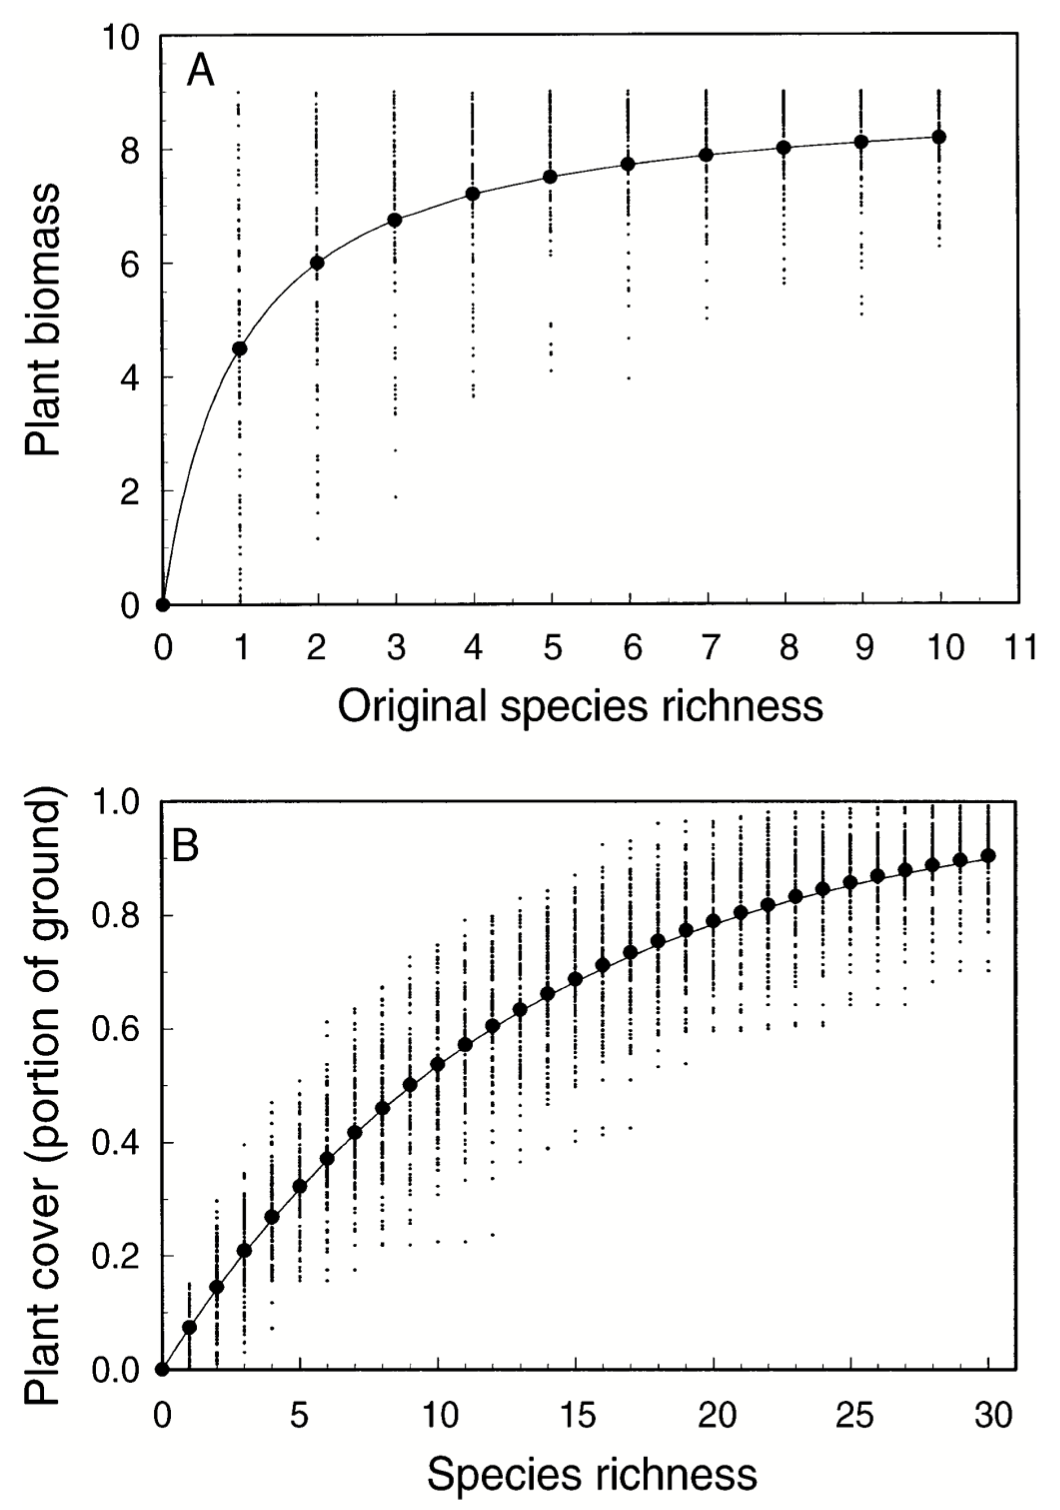 10
A
8
6
4
2
0
Plant biomass
0 1 2 3 4 5 6 7 8 9 10 11
Original species richness
1.0
B
0.8
0.6
0.4
0.2
0.0
Plant cover (portion of ground)
0 5 10 15 20 25 30
Species richness